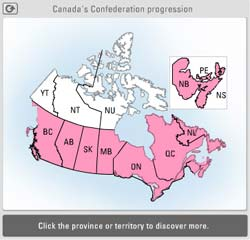 Canada's Confederation progression
PE
NB
NS
YT
NT
NU
BC
AB
SK
MB
ON
QC
NL
Click the province or territory to discover more.